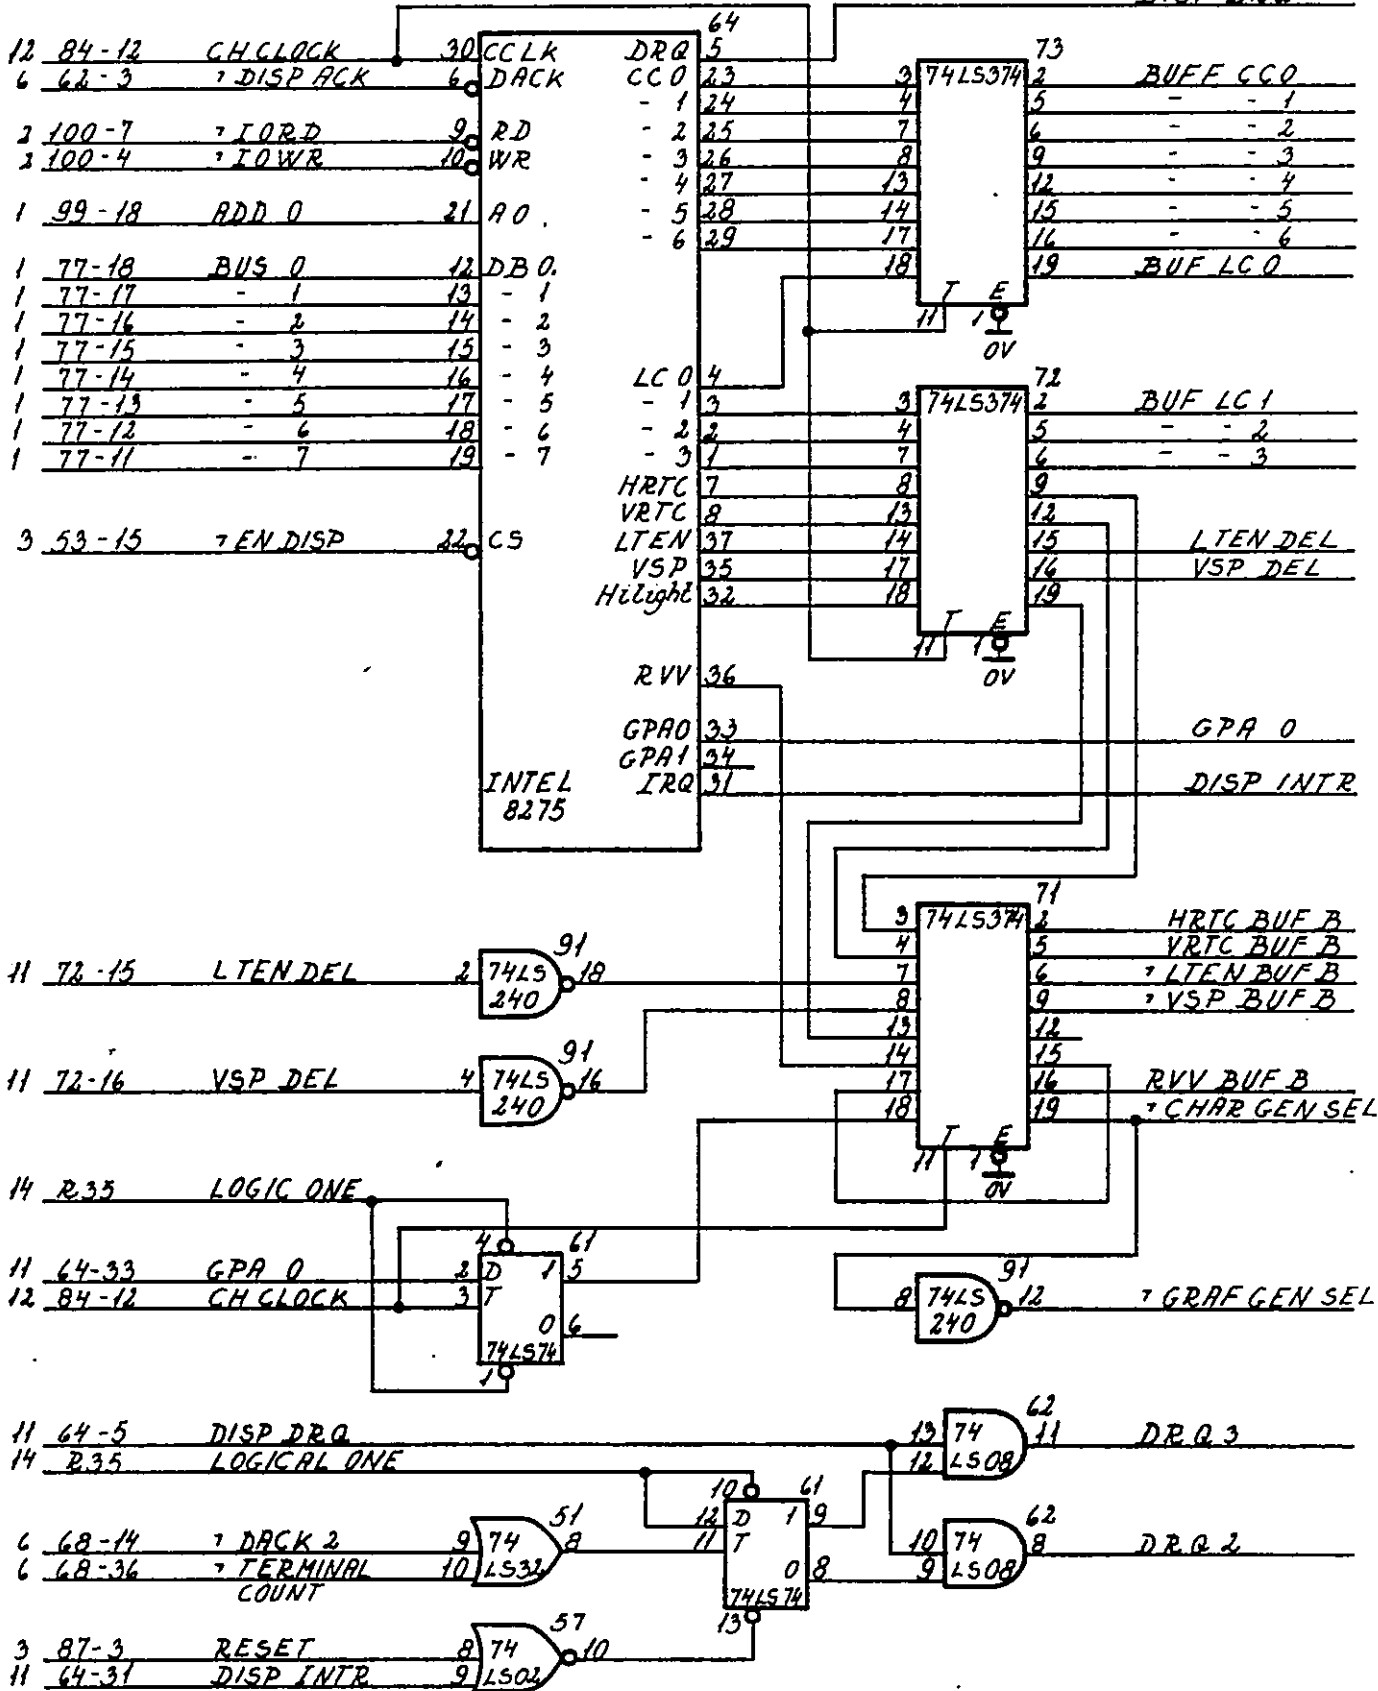 64
12 84-12 CH CLOCK 30 CCLK DRQ 5
6 62-3 ¬DISP ACK 6 DACK CC0 23 3 74LS374 2 BUFF CC0
73
- 1 24 4 5 - - 1
2 100-7 ¬IORD 9 RD - 2 25 7 6 - - 2
2 100-4 ¬IOWR 10 WR - 3 26 8 9 - - 3
- 4 27 13 12 - - 4
1 99-18 ADD 0 21 A0. - 5 28 14 15 - - 5
- 6 29 17 16 - - 6
1 77-18 BUS 0 12 DB0. 18 19 BUF LC0
1 77-17 - 1 13 - 1 T E
11 1
1 77-16 - 2 14 - 2
1 77-15 - 3 15 - 3 0V
1 77-14 - 4 16 - 4 LC0 4 72
1 77-13 - 5 17 - 5 - 1 3 3 74LS374 2 BUF LC1
1 77-12 - 6 18 - 6 - 2 2 4 5 - - 2
1 77-11 - 7 19 - 7 - 3 1 7 6 - - 3
HRTC 7 8 9
VRTC 8 13 12
3 53-15 ¬EN DISP 22 CS LTEN 37 14 15 LTEN DEL
VSP 35 17 16 VSP DEL
Hilight 32 18 19
T E
11 1
0V
RVV 36
GPA0 33 GPA 0
GPA1 34
INTEL IRQ 31 DISP INTR
8275
71
3 74LS374 2 HRTC BUF B
4 5 VRTC BUF B
91
11 72-15 LTEN DEL 2 74LS 18 7 6 ¬LTEN BUF B
240 8 9 ¬VSP BUF B
13 12
91
14 15
11 72-16 VSP DEL 4 74LS 16 17 16 RVV BUF B
240 18 19 ¬CHAR GEN SEL
T E
11 1
14 R35 LOGIC ONE 0V
4 61
11 64-33 GPA 0 2 D 1 5 91
12 84-12 CH CLOCK 3 T 8 74LS 12 ¬GRAF GEN SEL
0 6 240
74LS74
1
62
11 64-5 DISP DRQ 13 74 11 DRQ 3
14 R35 LOGICAL ONE 12 LS08
10 61
12 D 1 9
51 62
6 68-14 ¬DACK 2 9 74 8 11 T 10 74 8 DRQ 2
6 68-36 ¬TERMINAL 10 LS32 0 8 9 LS08
COUNT 74LS74
13
57
3 87-3 RESET 8 74 10
11 64-31 DISP INTR 9 LS02